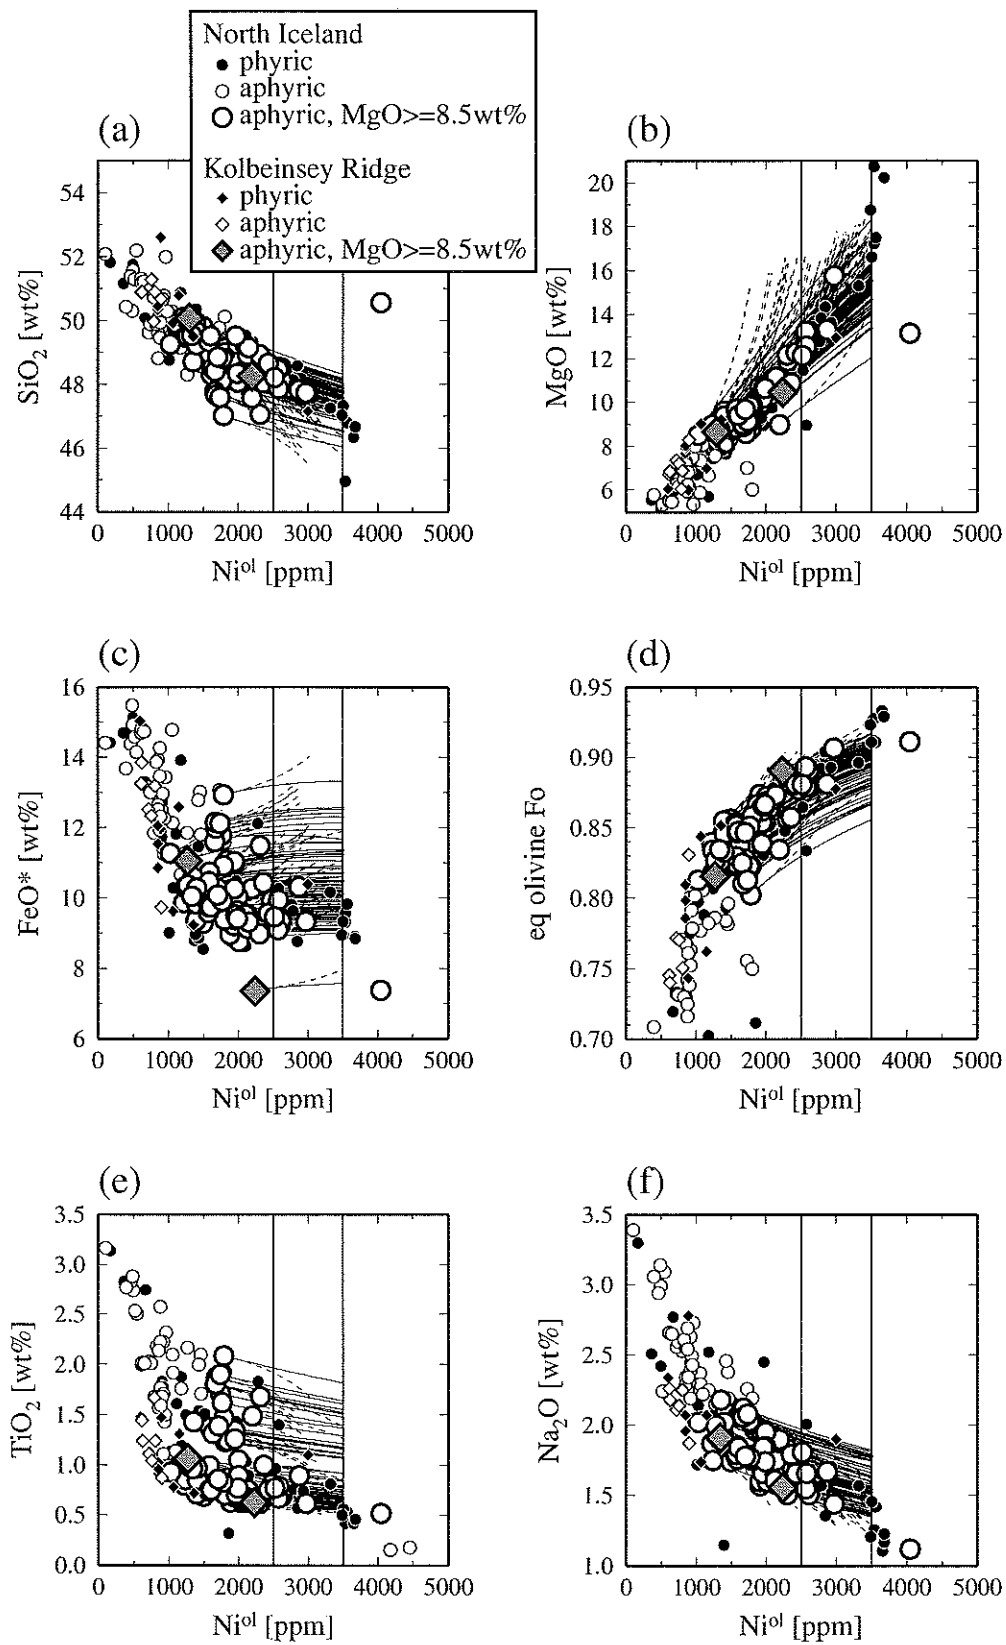 North Iceland
phyric
aphyric
aphyric, MgO>=8.5wt%
Kolbeinsey Ridge
phyric
aphyric
aphyric, MgO>=8.5wt%
(a)
54
52
50
48
46
44
SiO2 [wt%]
0 1000 2000 3000 4000 5000
Niol [ppm]
(b)
20
18
16
14
12
10
8
6
MgO [wt%]
0 1000 2000 3000 4000 5000
Niol [ppm]
(c)
16
14
12
10
8
6
FeO* [wt%]
0 1000 2000 3000 4000 5000
Niol [ppm]
(d)
0.95
0.90
0.85
0.80
0.75
0.70
eq olivine Fo
0 1000 2000 3000 4000 5000
Niol [ppm]
(e)
3.5
3.0
2.5
2.0
1.5
1.0
0.5
0.0
TiO2 [wt%]
0 1000 2000 3000 4000 5000
Niol [ppm]
(f)
3.5
3.0
2.5
2.0
1.5
1.0
Na2O [wt%]
0 1000 2000 3000 4000 5000
Niol [ppm]